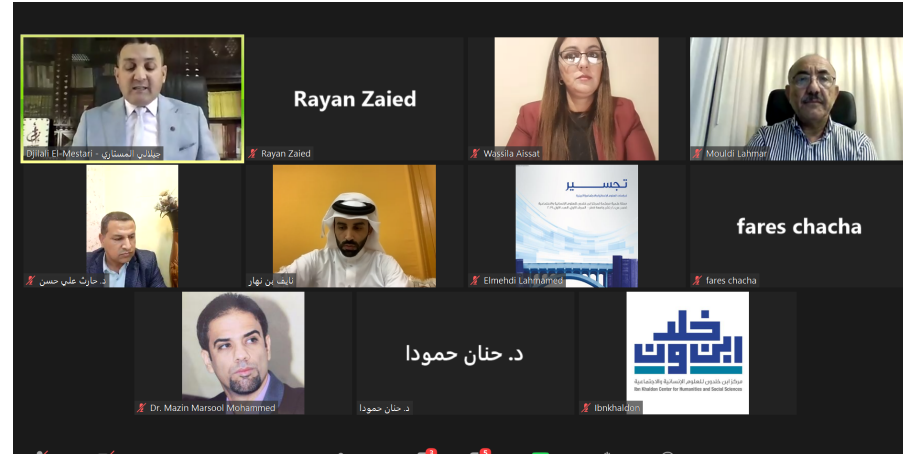 جيلالي المستاري - Djilali El-Mestari
Rayan Zaied
Rayan Zaied
Wassila Aissat
Mouldi Lahmar
د. حارث علي حسن
نايف بن نهار
تجسير
Elmehdi Lahmamed
fares chacha
fares chacha
Dr. Mazin Marsool Mohammed
د. حنان حمودا
د. حنان حمودا
ابن خلدون
مركز ابن خلدون للعلوم الإنسانية والاجتماعية
Ibn Khaldon Center for Humanities and Social Sciences
Ibnkhaldon
3
5